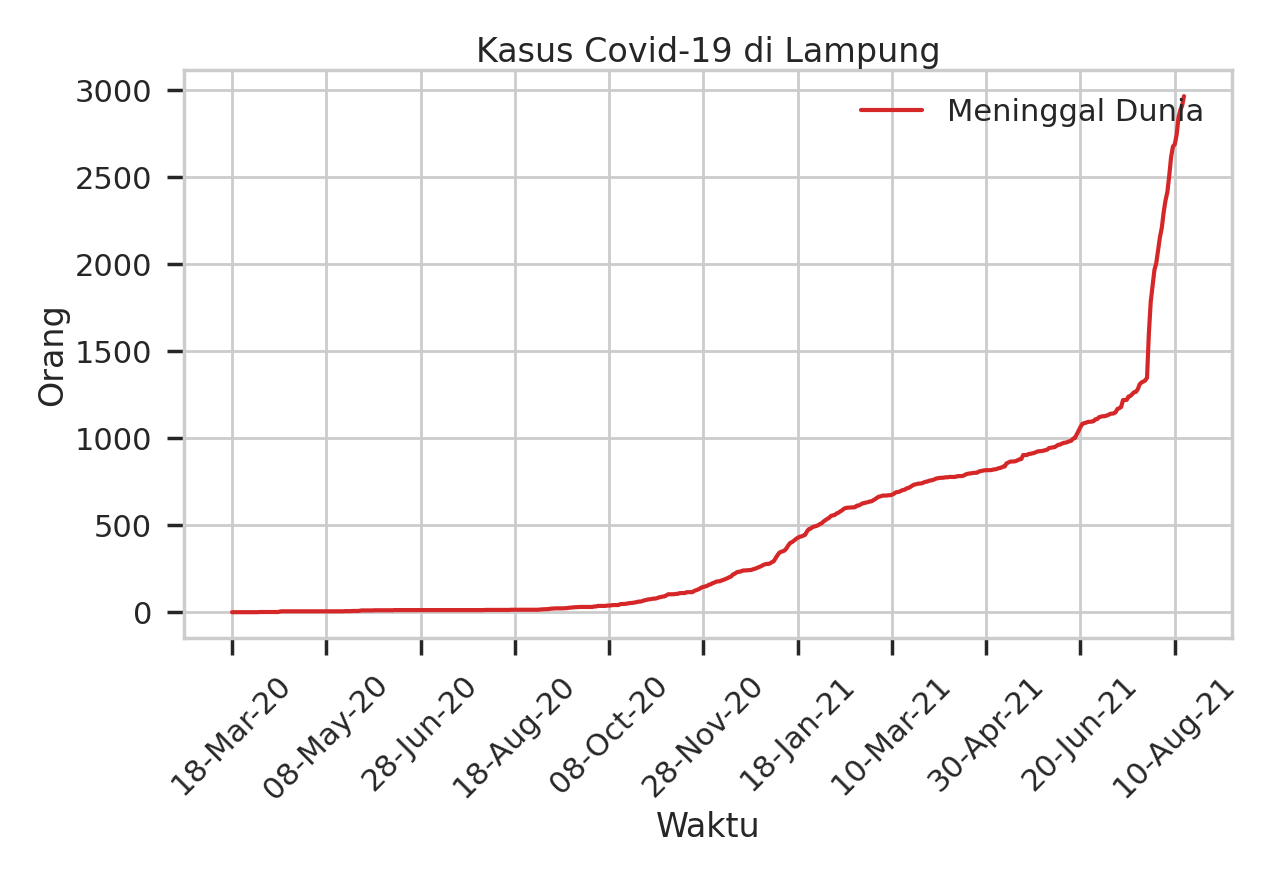 Kasus Covid-19 di Lampung
Meninggal Dunia
Orang
3000
2500
2000
1500
1000
500
0
18-Mar-20
08-May-20
28-Jun-20
18-Aug-20
08-Oct-20
28-Nov-20
18-Jan-21
10-Mar-21
30-Apr-21
20-Jun-21
10-Aug-21
Waktu